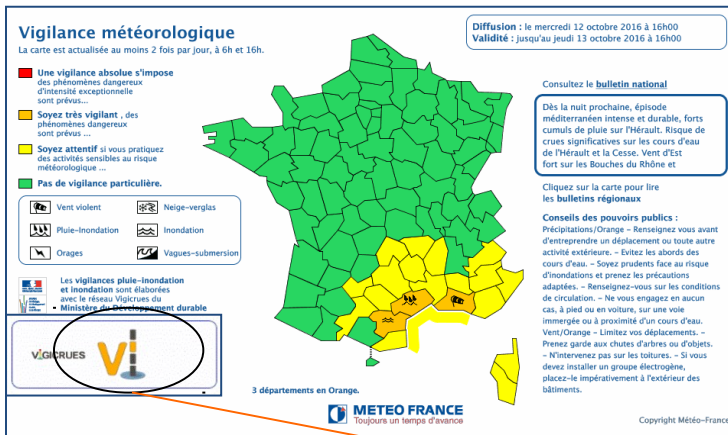 Vigilance météorologique
La carte est actualisée au moins 2 fois par jour, à 6h et 16h.
Diffusion : le mercredi 12 octobre 2016 à 16h00
Validité : jusqu'au jeudi 13 octobre 2016 à 16h00
Une vigilance absolue s'impose
des phénomènes dangereux
d'intensité exceptionnelle
sont prévus...
Soyez très vigilant , des
phénomènes dangereux
sont prévus ...
Soyez attentif si vous pratiquez
des activités sensibles au risque
météorologique ...
Pas de vigilance particulière.
Vent violent
Neige-verglas
Pluie-Inondation
Inondation
Orages
Vagues-submersion
Les vigilances pluie-inondation
et inondation sont élaborées
avec le réseau Vigicrues du
Ministère du Développement durable
VIGICRUES
Vi
3 départements en Orange.
METEO FRANCE
Toujours un temps d'avance
Consultez le bulletin national
Dès la nuit prochaine, épisode
méditerranéen intense et durable, forts
cumuls de pluie sur l'Hérault. Risque de
crues significatives sur les cours d'eau
de l'Hérault et la Cesse. Vent d'Est
fort sur les Bouches du Rhône et
Cliquez sur la carte pour lire
les bulletins régionaux
Conseils des pouvoirs publics :
Précipitations/Orange – Renseignez vous avant
d'entreprendre un déplacement ou toute autre
activité extérieure. – Evitez les abords des
cours d'eau. – Soyez prudents face au risque
d'inondations et prenez les précautions
adaptées. – Renseignez-vous sur les conditions
de circulation. – Ne vous engagez en aucun
cas, à pied ou en voiture, sur une voie
immergée ou à proximité d'un cours d'eau.
Vent/Orange – Limitez vos déplacements. –
Prenez garde aux chutes d'arbres ou d'objets.
– N'intervenez pas sur les toitures. – Si vous
devez installer un groupe électrogène,
placez-le impérativement à l'extérieur des
bâtiments.
Copyright Météo-France